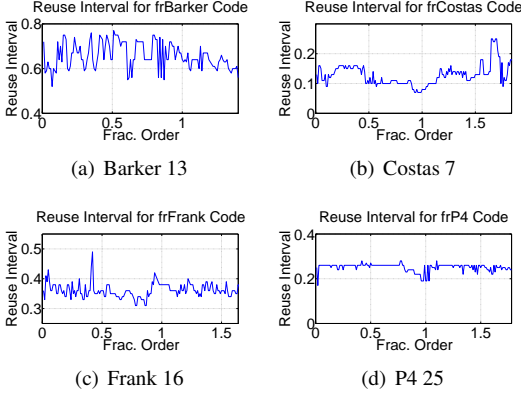 Reuse Interval for frBarker Code
0.8
0.6
0.4
0
0.5
1
Reuse Interval
Frac. Order
(a) Barker 13
Reuse Interval for frCostas Code
0.2
0.1
0
0
0.5
1
1.5
Reuse Interval
Frac. Order
(b) Costas 7
Reuse Interval for frFrank Code
0.5
0.4
0.3
0
0.5
1
1.5
Reuse Interval
Frac. Order
(c) Frank 16
Reuse Interval for frP4 Code
0.4
0.2
0
0
0.5
1
1.5
Reuse Interval
Frac. Order
(d) P4 25